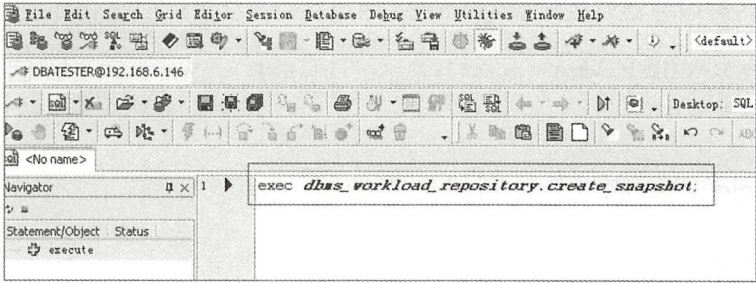 File Edit Search Grid Editor Session Database Debug View Utilities Window Help
<default>
DBATESTER@192.168.6.146
Desktop: SQL
<No name>
Navigator
1 exec dbms_workload_repository.create_snapshot;
Statement/Object Status
execute